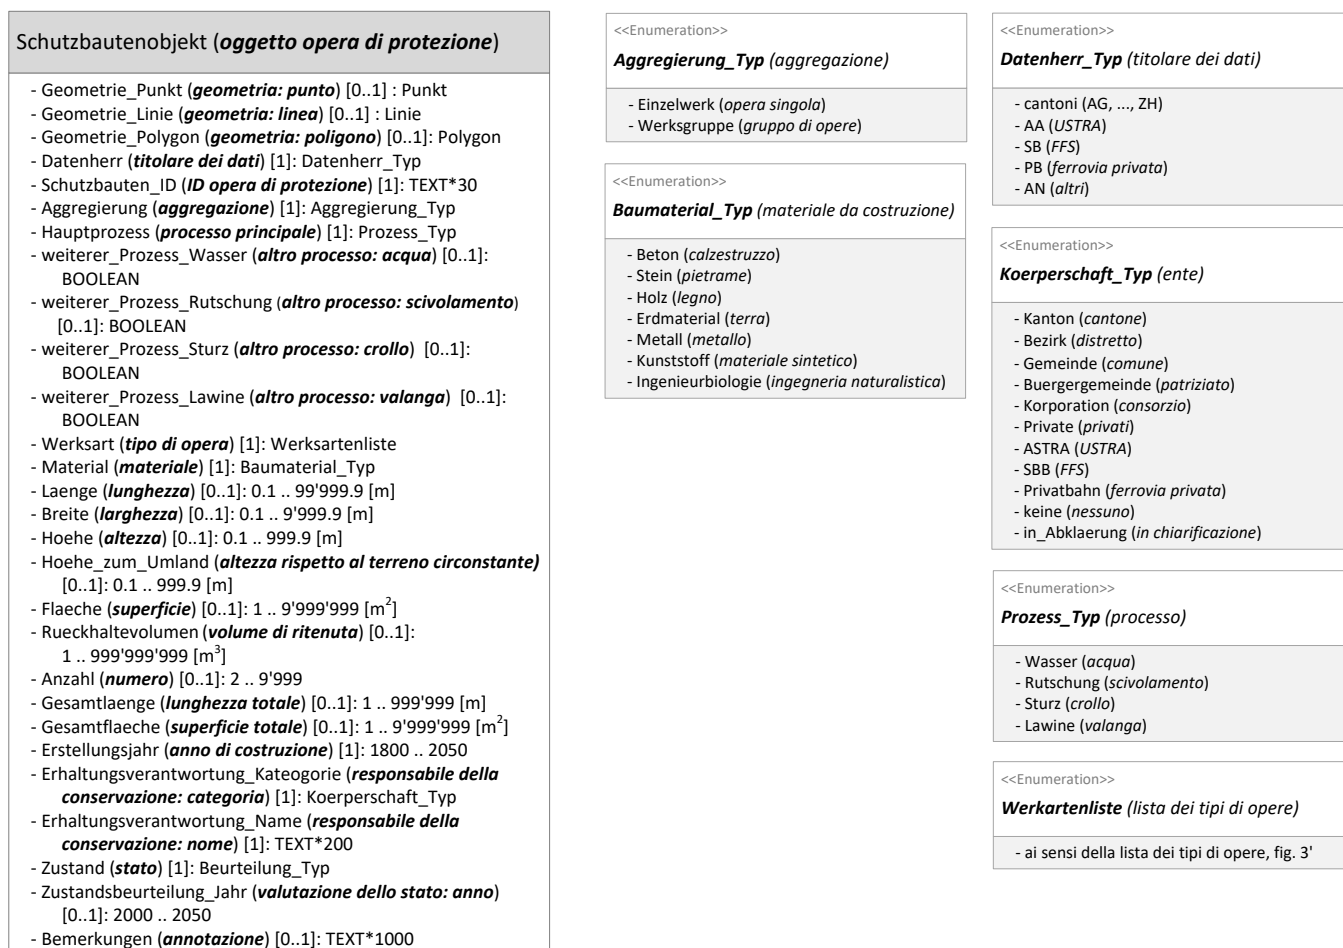 Schutzbautenobjekt (oggetto opera di protezione)
- Geometrie_Punkt (geometria: punto) [0..1] : Punkt
- Geometrie_Linie (geometria: linea) [0..1] : Linie
- Geometrie_Polygon (geometria: poligono) [0..1]: Polygon
- Datenherr (titolare dei dati) [1]: Datenherr_Typ
- Schutzbauten_ID (ID opera di protezione) [1]: TEXT*30
- Aggregierung (aggregazione) [1]: Aggregierung_Typ
- Hauptprozess (processo principale) [1]: Prozess_Typ
- weiterer_Prozess_Wasser (altro processo: acqua) [0..1]:
BOOLEAN
- weiterer_Prozess_Rutschung (altro processo: scivolamento)
[0..1]: BOOLEAN
- weiterer_Prozess_Sturz (altro processo: crollo) [0..1]:
BOOLEAN
- weiterer_Prozess_Lawine (altro processo: valanga) [0..1]:
BOOLEAN
- Werksart (tipo di opera) [1]: Werksartenliste
- Material (materiale) [1]: Baumaterial_Typ
- Laenge (lunghezza) [0..1]: 0.1 .. 99'999.9 [m]
- Breite (larghezza) [0..1]: 0.1 .. 9'999.9 [m]
- Hoehe (altezza) [0..1]: 0.1 .. 999.9 [m]
- Hoehe_zum_Umland (altezza rispetto al terreno circostante)
[0..1]: 0.1 .. 999.9 [m]
- Flaeche (superficie) [0..1]: 1 .. 9'999'999 [m²]
- Rueckhaltevolumen (volume di ritenuta) [0..1]:
1 .. 999'999'999 [m³]
- Anzahl (numero) [0..1]: 2 .. 9'999
- Gesamtlaenge (lunghezza totale) [0..1]: 1 .. 999'999 [m]
- Gesamtflaeche (superficie totale) [0..1]: 1 .. 9'999'999 [m²]
- Erstellungsjahr (anno di costruzione) [1]: 1800 .. 2050
- Erhaltungsverantwortung_Kateogorie (responsabile della
conservazione: categoria) [1]: Koerperschaft_Typ
- Erhaltungsverantwortung_Name (responsabile della
conservazione: nome) [1]: TEXT*200
- Zustand (stato) [1]: Beurteilung_Typ
- Zustandsbeurteilung_Jahr (valutazione dello stato: anno)
[0..1]: 2000 .. 2050
- Bemerkungen (annotazione) [0..1]: TEXT*1000
<<Enumeration>>
Aggregierung_Typ (aggregazione)
- Einzelwerk (opera singola)
- Werksgruppe (gruppo di opere)
<<Enumeration>>
Baumaterial_Typ (materiale da costruzione)
- Beton (calzestruzzo)
- Stein (pietrame)
- Holz (legno)
- Erdmaterial (terra)
- Metall (metallo)
- Kunststoff (materiale sintetico)
- Ingenieurbiologie (ingegneria naturalistica)
<<Enumeration>>
Datenherr_Typ (titolare dei dati)
- cantoni (AG, ..., ZH)
- AA (USTRA)
- SB (FFS)
- PB (ferrovia privata)
- AN (altri)
<<Enumeration>>
Koerperschaft_Typ (ente)
- Kanton (cantone)
- Bezirk (distretto)
- Gemeinde (comune)
- Buergergemeinde (patriziato)
- Korporation (consorzio)
- Private (privati)
- ASTRA (USTRA)
- SBB (FFS)
- Privatbahn (ferrovia privata)
- keine (nessuno)
- in_Abklaerung (in chiarificazione)
<<Enumeration>>
Prozess_Typ (processo)
- Wasser (acqua)
- Rutschung (scivolamento)
- Sturz (crollo)
- Lawine (valanga)
<<Enumeration>>
Werkartenliste (lista dei tipi di opere)
- ai sensi della lista dei tipi di opere, fig. 3'